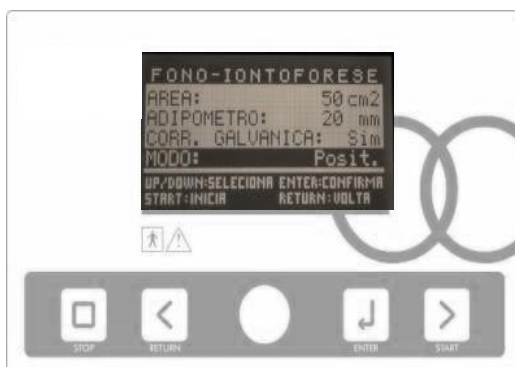 FONO-IONTOFORESE
AREA: 50 cm2
ADIPOMETRO: 20 mm
CORR. GALVANICA: Sim
MODO: Posit.
UP/DOWN:SELECIONA ENTER:CONFIRMA
START:INICIA RETURN:VOLTA
STOP RETURN ENTER START